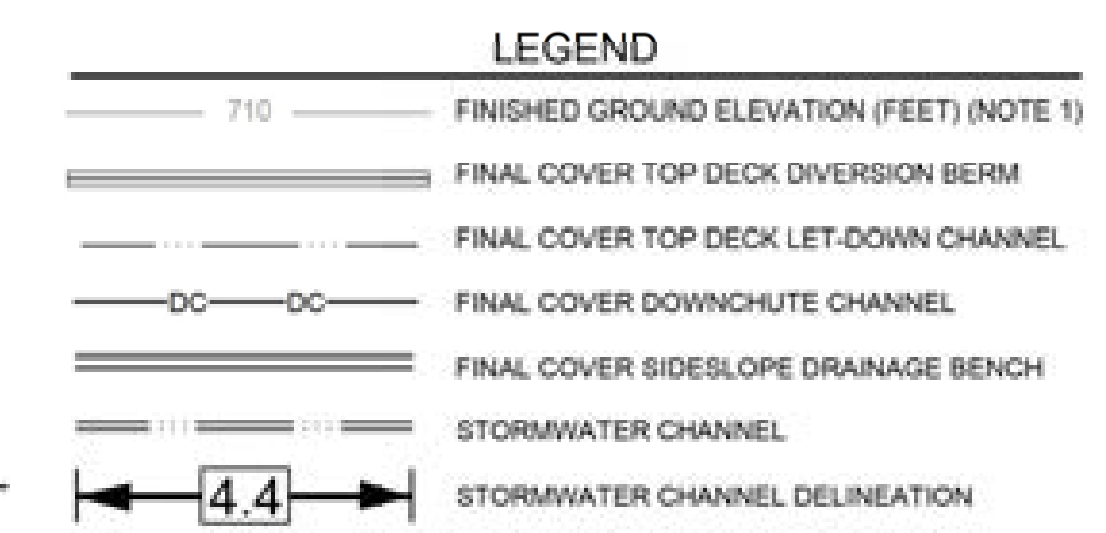 LEGEND
710 FINISHED GROUND ELEVATION (FEET) (NOTE 1)
FINAL COVER TOP DECK DIVERSION BERM
FINAL COVER TOP DECK LET-DOWN CHANNEL
DC DC FINAL COVER DOWNCHUTE CHANNEL
FINAL COVER SIDESLOPE DRAINAGE BENCH
STORMWATER CHANNEL
4.4 STORMWATER CHANNEL DELINEATION